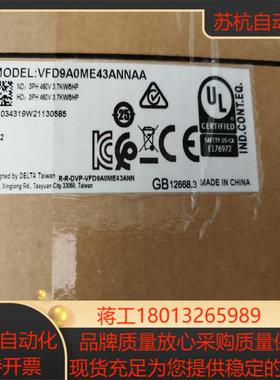 苏杭自动
MODEL:VFD9A0ME43ANNAA
ND: 3PH 460V 3.7KW/5HP
HD: 3PH 460V 3.7KW/5HP
034319W21130585
25
UL
LISTED
IND.CONT.EQ.
SAFETY US-CA
E176972
Designed by DELTA Taiwan
R-R-DVP-VFD9A0ME43ANN
GB12668.3
Xinglong Rd., Taoyuan City 33068, Taiwan
蒋工18013265989
自动化
开票
品牌质量放心采购质量保
现货充足为您提供稳定的